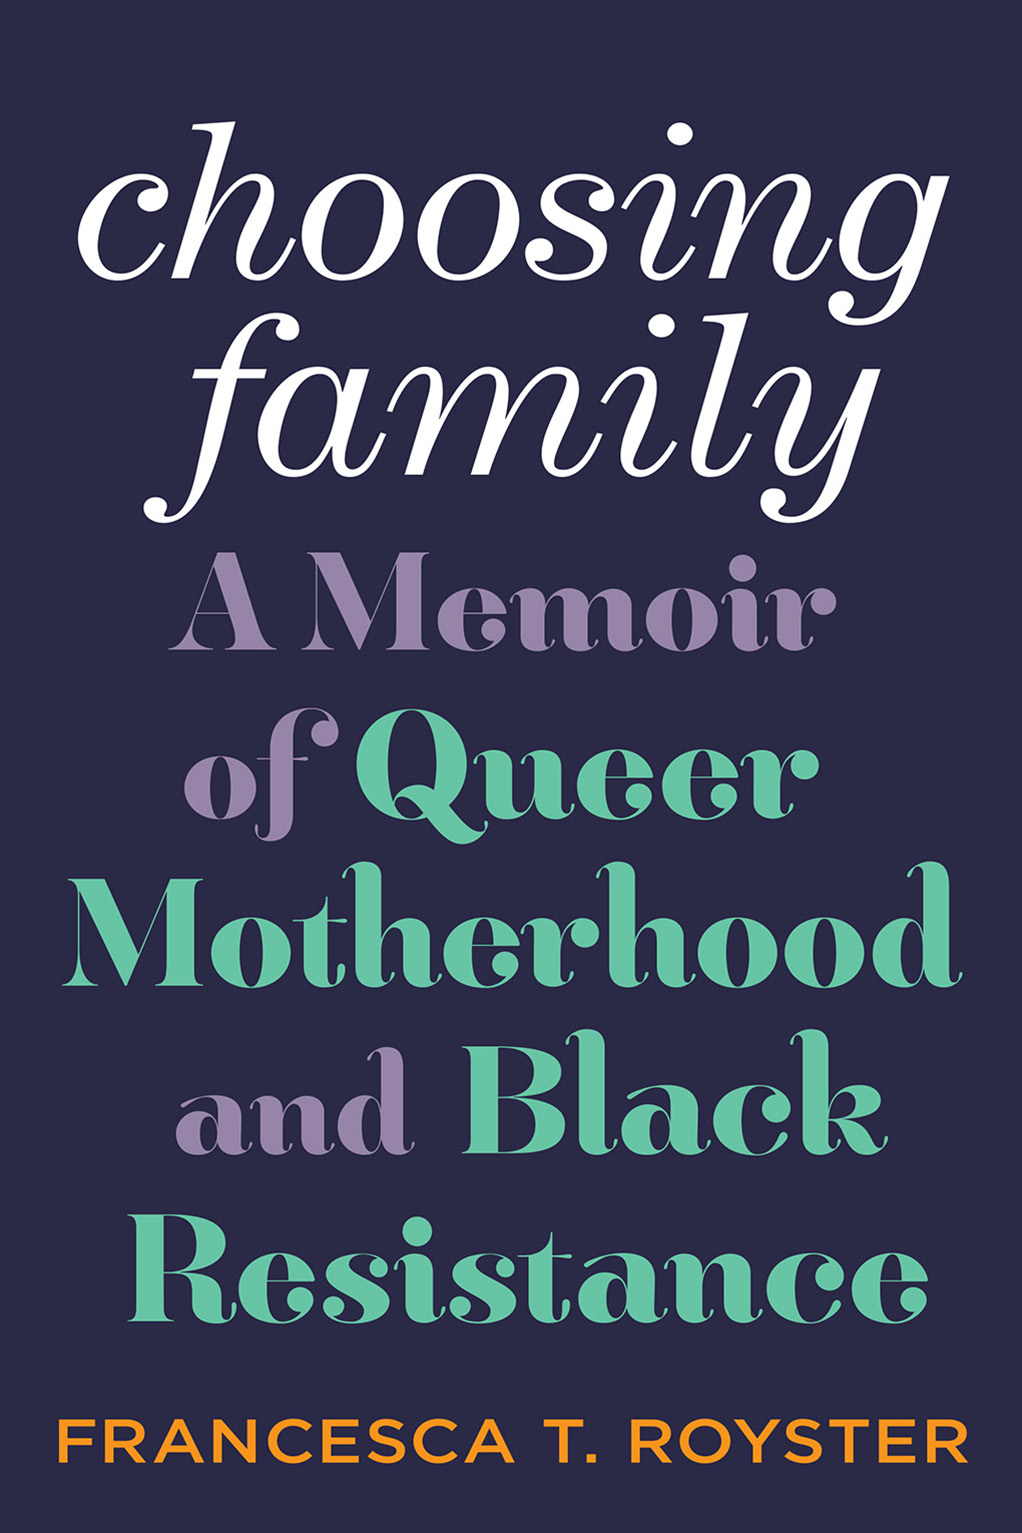 choosing
family
A Memoir
of Queer
Motherhood
and Black
Resistance
FRANCESCA T. ROYSTER